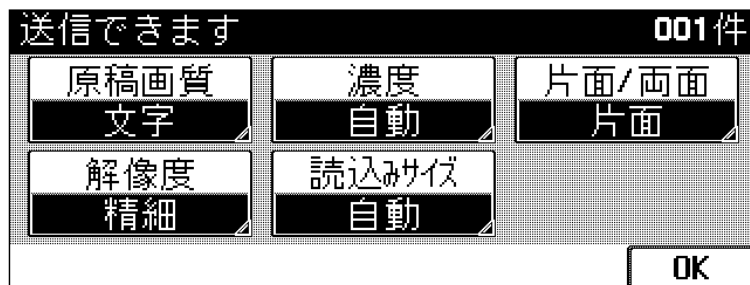 送信できます 001件
原稿画質 濃度 片面/両面
文字 自動 片面
解像度 読込みサイズ
精細 自動
OK